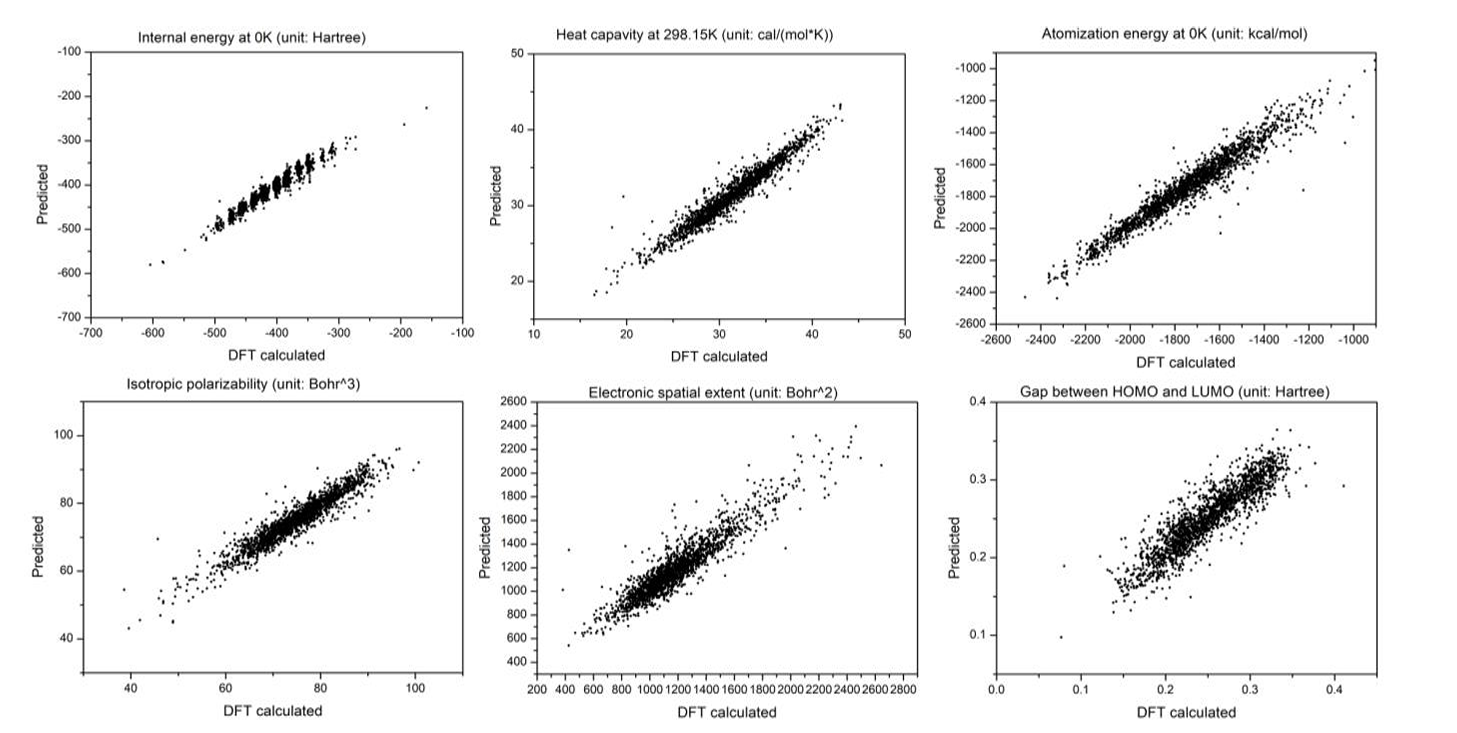 Internal energy at 0K (unit: Hartree)
-100
-200
-300
-400
-500
-600
-700
Predicted
-700 -600 -500 -400 -300 -200 -100
DFT calculated
Heat capavity at 298.15K (unit: cal/(mol*K))
50
40
30
20
Predicted
10 20 30 40 50
DFT calculated
Atomization energy at 0K (unit: kcal/mol)
-1000
-1200
-1400
-1600
-1800
-2000
-2200
-2400
-2600
Predicted
-2600 -2400 -2200 -2000 -1800 -1600 -1400 -1200 -1000
DFT calculated
Isotropic polarizability (unit: Bohr^3)
100
80
60
40
Predicted
40 60 80 100
DFT calculated
Electronic spatial extent (unit: Bohr^2)
2600
2400
2200
2000
1800
1600
1400
1200
1000
800
600
400
Predicted
200 400 600 800 1000 1200 1400 1600 1800 2000 2200 2400 2600 2800
DFT calculated
Gap between HOMO and LUMO (unit: Hartree)
0.4
0.3
0.2
0.1
Predicted
0.0 0.1 0.2 0.3 0.4
DFT calculated